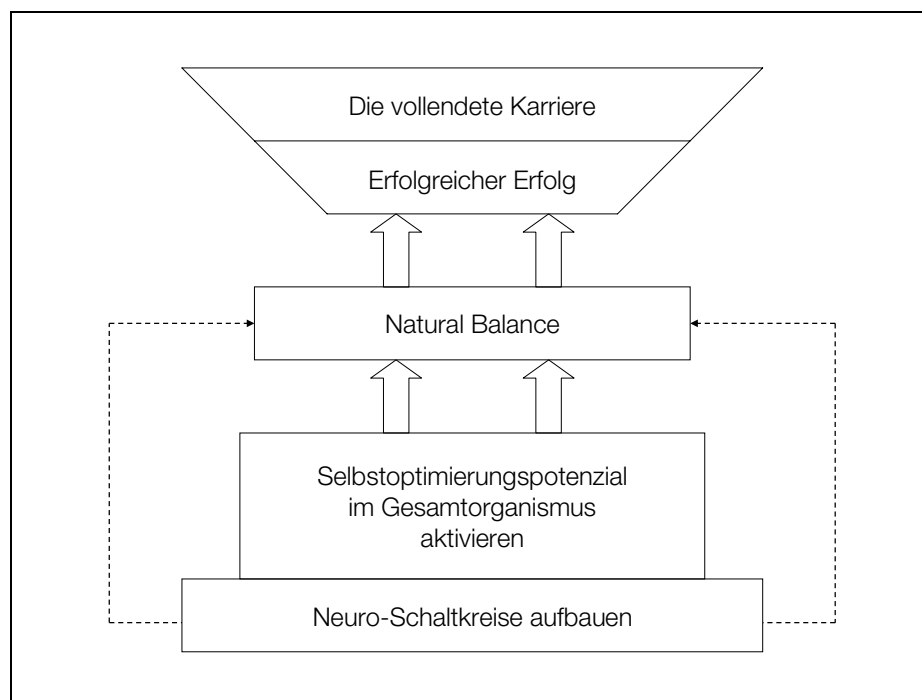 Die vollendete Karriere
Erfolgreicher Erfolg
Natural Balance
Selbstoptimierungspotenzial
im Gesamtorganismus
aktivieren
Neuro-Schaltkreise aufbauen